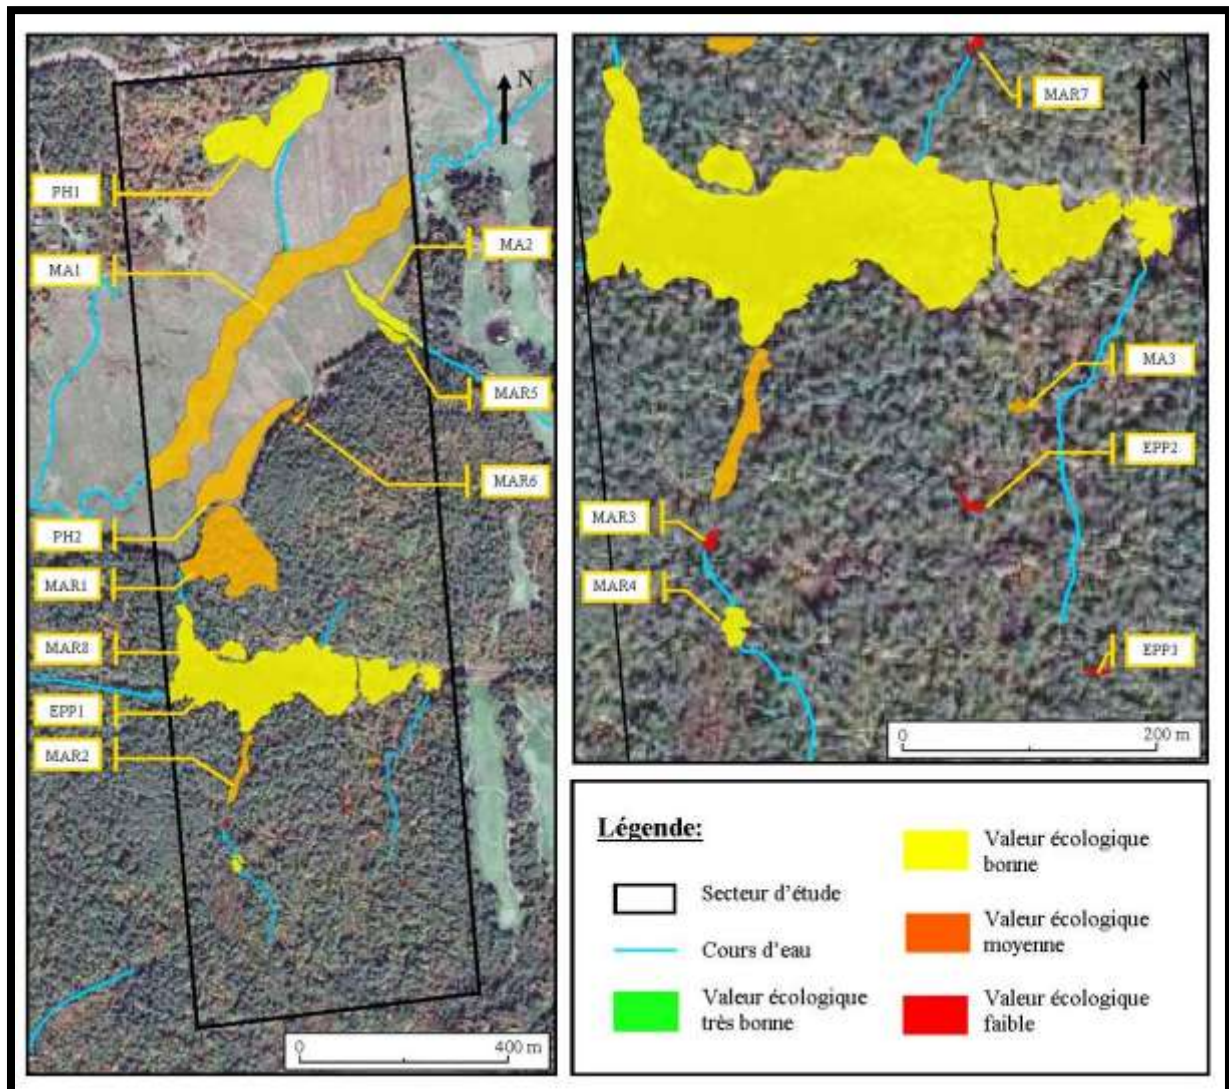 N
PH1
MA1
MA2
MAR5
MAR6
PH2
MAR1
MAR8
EPP1
MAR2
0
400 m
N
MAR7
MA3
EPP2
MAR3
MAR4
EPP3
0
200 m
Légende:
Secteur d'étude
Cours d'eau
Valeur écologique
très bonne
Valeur écologique
bonne
Valeur écologique
moyenne
Valeur écologique
faible